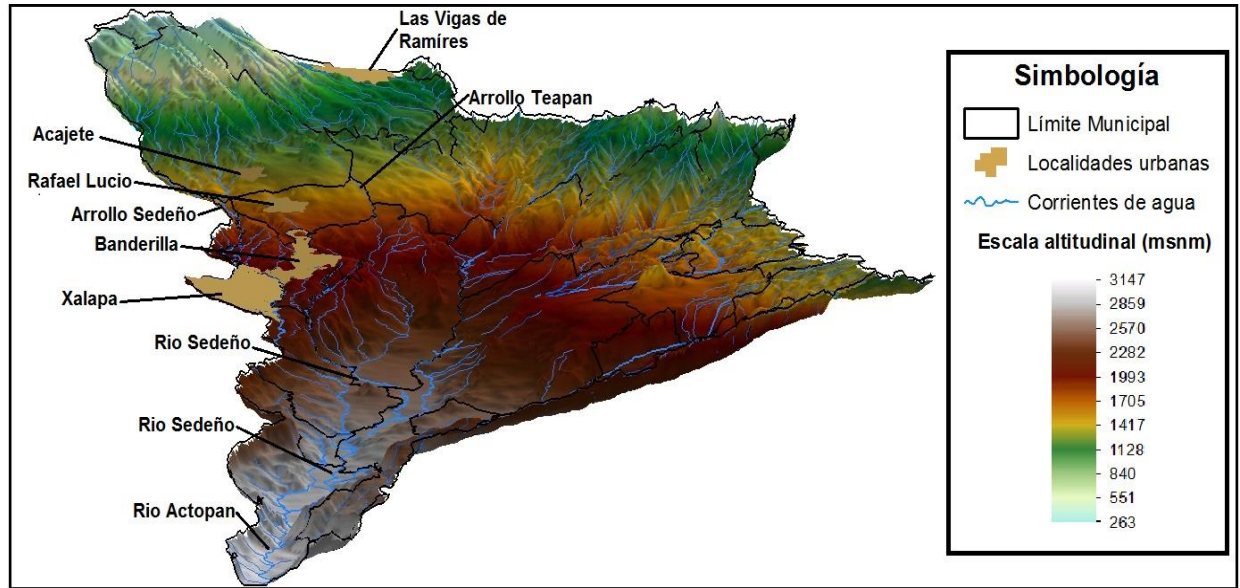 Las Vigas de
Ramíres
Arrollo Teapan
Acajete
Rafael Lucio
Arrollo Sedeño
Banderilla
Xalapa
Rio Sedeño
Rio Sedeño
Rio Actopan
Simbología
Límite Municipal
Localidades urbanas
Corrientes de agua
Escala altitudinal (msnm)
3147
2859
2570
2282
1993
1705
1417
1128
840
551
263